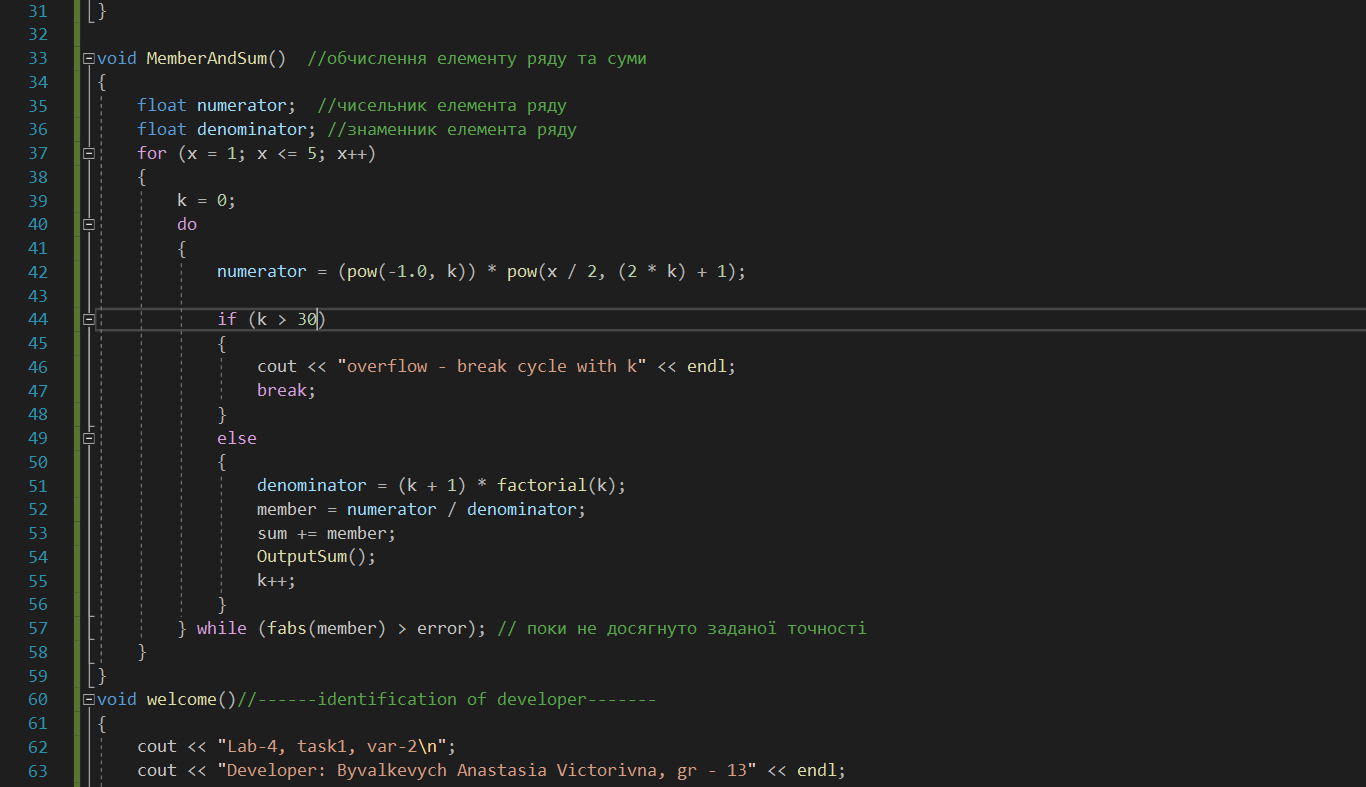 31 }
32
33 void MemberAndSum()  //обчислення елементу ряду та суми
34 {
35     float numerator;  //чисельник елемента ряду
36     float denominator; //знаменник елемента ряду
37     for (x = 1; x <= 5; x++)
38     {
39         k = 0;
40         do
41         {
42             numerator = (pow(-1.0, k)) * pow(x / 2, (2 * k) + 1);
43
44             if (k > 30)
45             {
46                 cout << "overflow - break cycle with k" << endl;
47                 break;
48             }
49             else
50             {
51                 denominator = (k + 1) * factorial(k);
52                 member = numerator / denominator;
53                 sum += member;
54                 OutputSum();
55                 k++;
56             }
57         } while (fabs(member) > error); // поки не досягнуто заданої точності
58     }
59 }
60 void welcome()//------identification of developer-------
61 {
62     cout << "Lab-4, task1, var-2\n";
63     cout << "Developer: Byvalkevych Anastasia Victorivna, gr - 13" << endl;